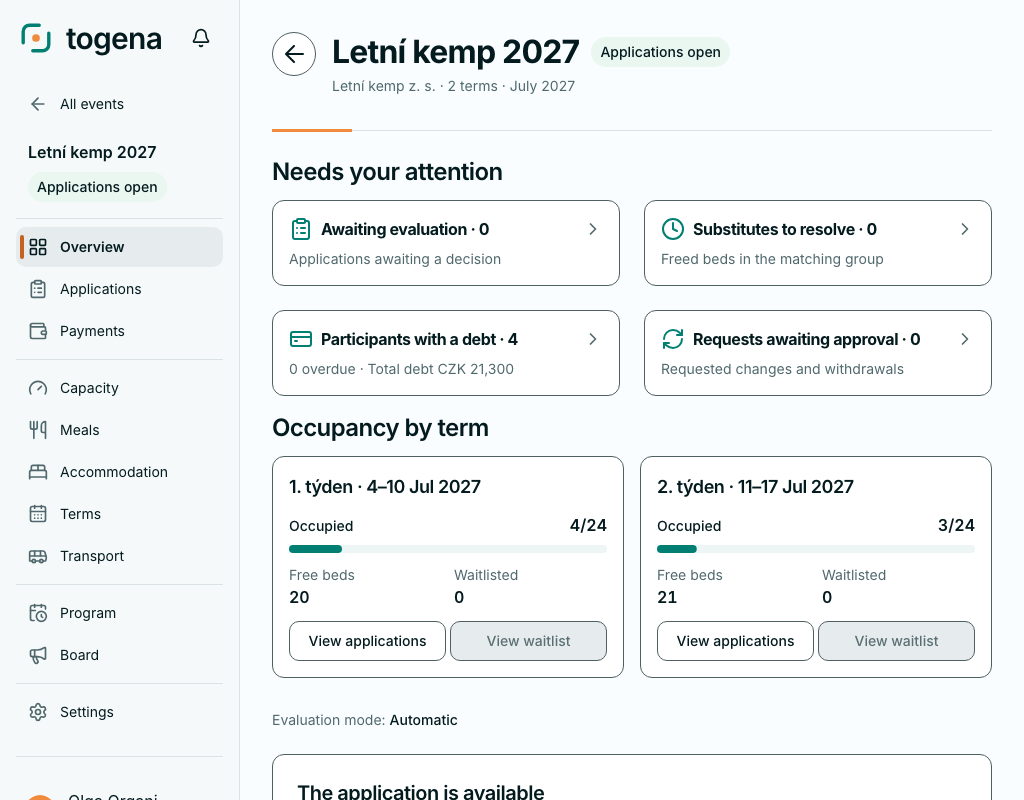 togena
All events
Letní kemp 2027
Applications open
Overview
Applications
Payments
Capacity
Meals
Accommodation
Terms
Transport
Program
Board
Settings
Letní kemp 2027 Applications open
Letní kemp z. s. · 2 terms · July 2027
Needs your attention
Awaiting evaluation · 0
Applications awaiting a decision
Substitutes to resolve · 0
Freed beds in the matching group
Participants with a debt · 4
0 overdue · Total debt CZK 21,300
Requests awaiting approval · 0
Requested changes and withdrawals
Occupancy by term
1. týden · 4–10 Jul 2027
Occupied 4/24
Free beds Waitlisted
20 0
View applications View waitlist
2. týden · 11–17 Jul 2027
Occupied 3/24
Free beds Waitlisted
21 0
View applications View waitlist
Evaluation mode: Automatic
The application is available